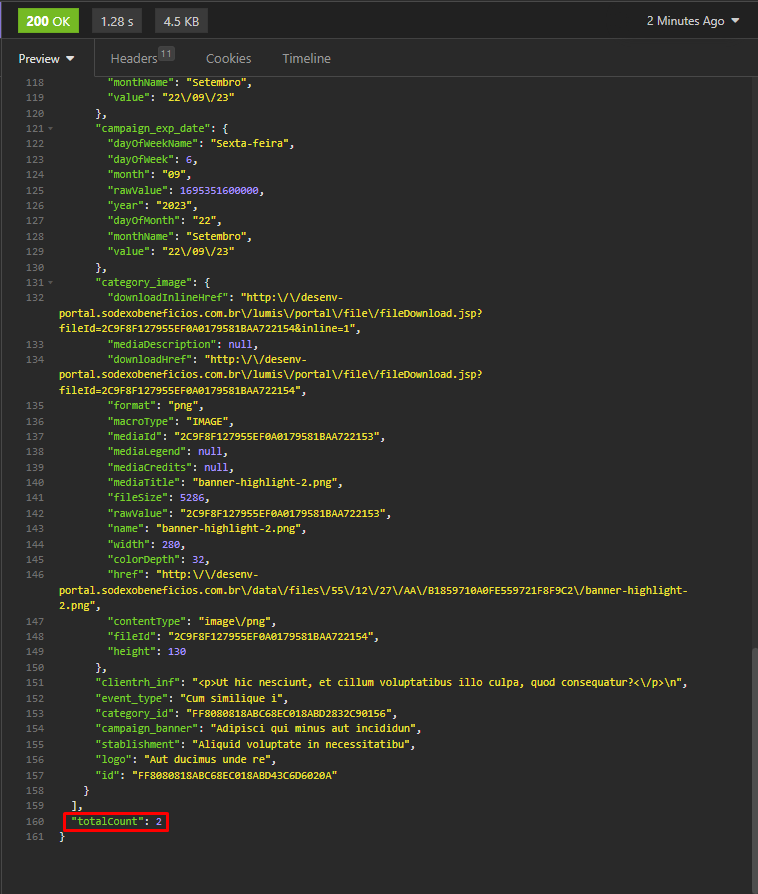 200 OK 1.28 s 4.5 KB 2 Minutes Ago
Preview Headers 11 Cookies Timeline
118 "monthName": "Setembro",
119 "value": "22\/09\/23"
120 },
121 "campaign_exp_date": {
122 "dayOfWeekName": "Sexta-feira",
123 "dayOfWeek": 6,
124 "month": "09",
125 "rawValue": 1695351600000,
126 "year": "2023",
127 "dayOfMonth": "22",
128 "monthName": "Setembro",
129 "value": "22\/09\/23"
130 },
131 "category_image": {
132 "downloadInlineHref": "http:\/\/desenv-
portal.sodexobeneficios.com.br\/lumis\/portal\/file\/fileDownload.jsp?
fileId=2C9F8F127955EF0A0179581BAA722154&inline=1",
133 "mediaDescription": null,
134 "downloadHref": "http:\/\/desenv-
portal.sodexobeneficios.com.br\/lumis\/portal\/file\/fileDownload.jsp?
fileId=2C9F8F127955EF0A0179581BAA722154",
135 "format": "png",
136 "macroType": "IMAGE",
137 "mediaId": "2C9F8F127955EF0A0179581BAA722153",
138 "mediaLegend": null,
139 "mediaCredits": null,
140 "mediaTitle": "banner-highlight-2.png",
141 "fileSize": 5286,
142 "rawValue": "2C9F8F127955EF0A0179581BAA722153",
143 "name": "banner-highlight-2.png",
144 "width": 280,
145 "colorDepth": 32,
146 "href": "http:\/\/desenv-
portal.sodexobeneficios.com.br\/data\/files\/55\/12\/27\/AA\/B1859710A0FE559721F8F9C2\/banner-highlight-
2.png",
147 "contentType": "image\/png",
148 "fileId": "2C9F8F127955EF0A0179581BAA722154",
149 "height": 130
150 },
151 "clientrh_inf": "<p>Ut hic nesciunt, et cillum voluptatibus illo culpa, quod consequatur?<\/p>\n",
152 "event_type": "Cum similique i",
153 "category_id": "FF8080818ABC68EC018ABD2832C90156",
154 "campaign_banner": "Adipisci qui minus aut incididun",
155 "stablishment": "Aliquid voluptate in necessitatibu",
156 "logo": "Aut ducimus unde re",
157 "id": "FF8080818ABC68EC018ABD43C6D6020A"
158 }
159 ],
160 "totalCount": 2
161 }